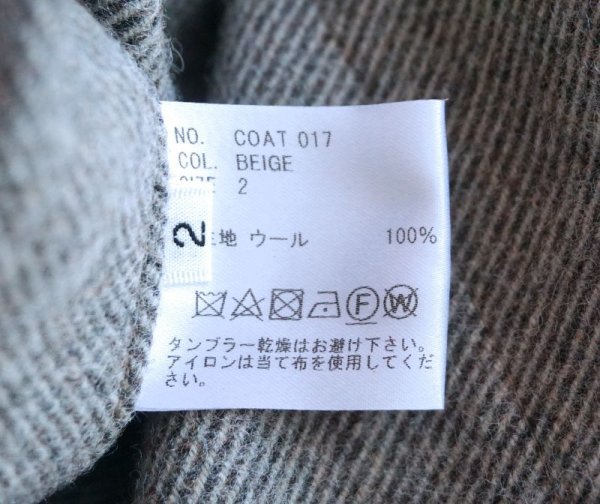 NO. COAT 017
COL. BEIGE
SIZE 2
2
地 ウール 100%
F W
タンブラー乾燥はお避け下さい。
アイロンは当て布を使用してくだ
さい。